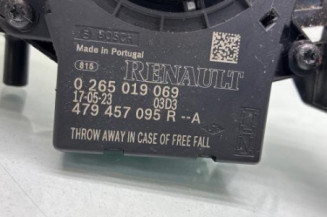 BOSCH
Made in Portugal
815
RENAULT
0 265 019 069
17-05-23 03D3
479 457 095 R --A
THROW AWAY IN CASE OF FREE FALL